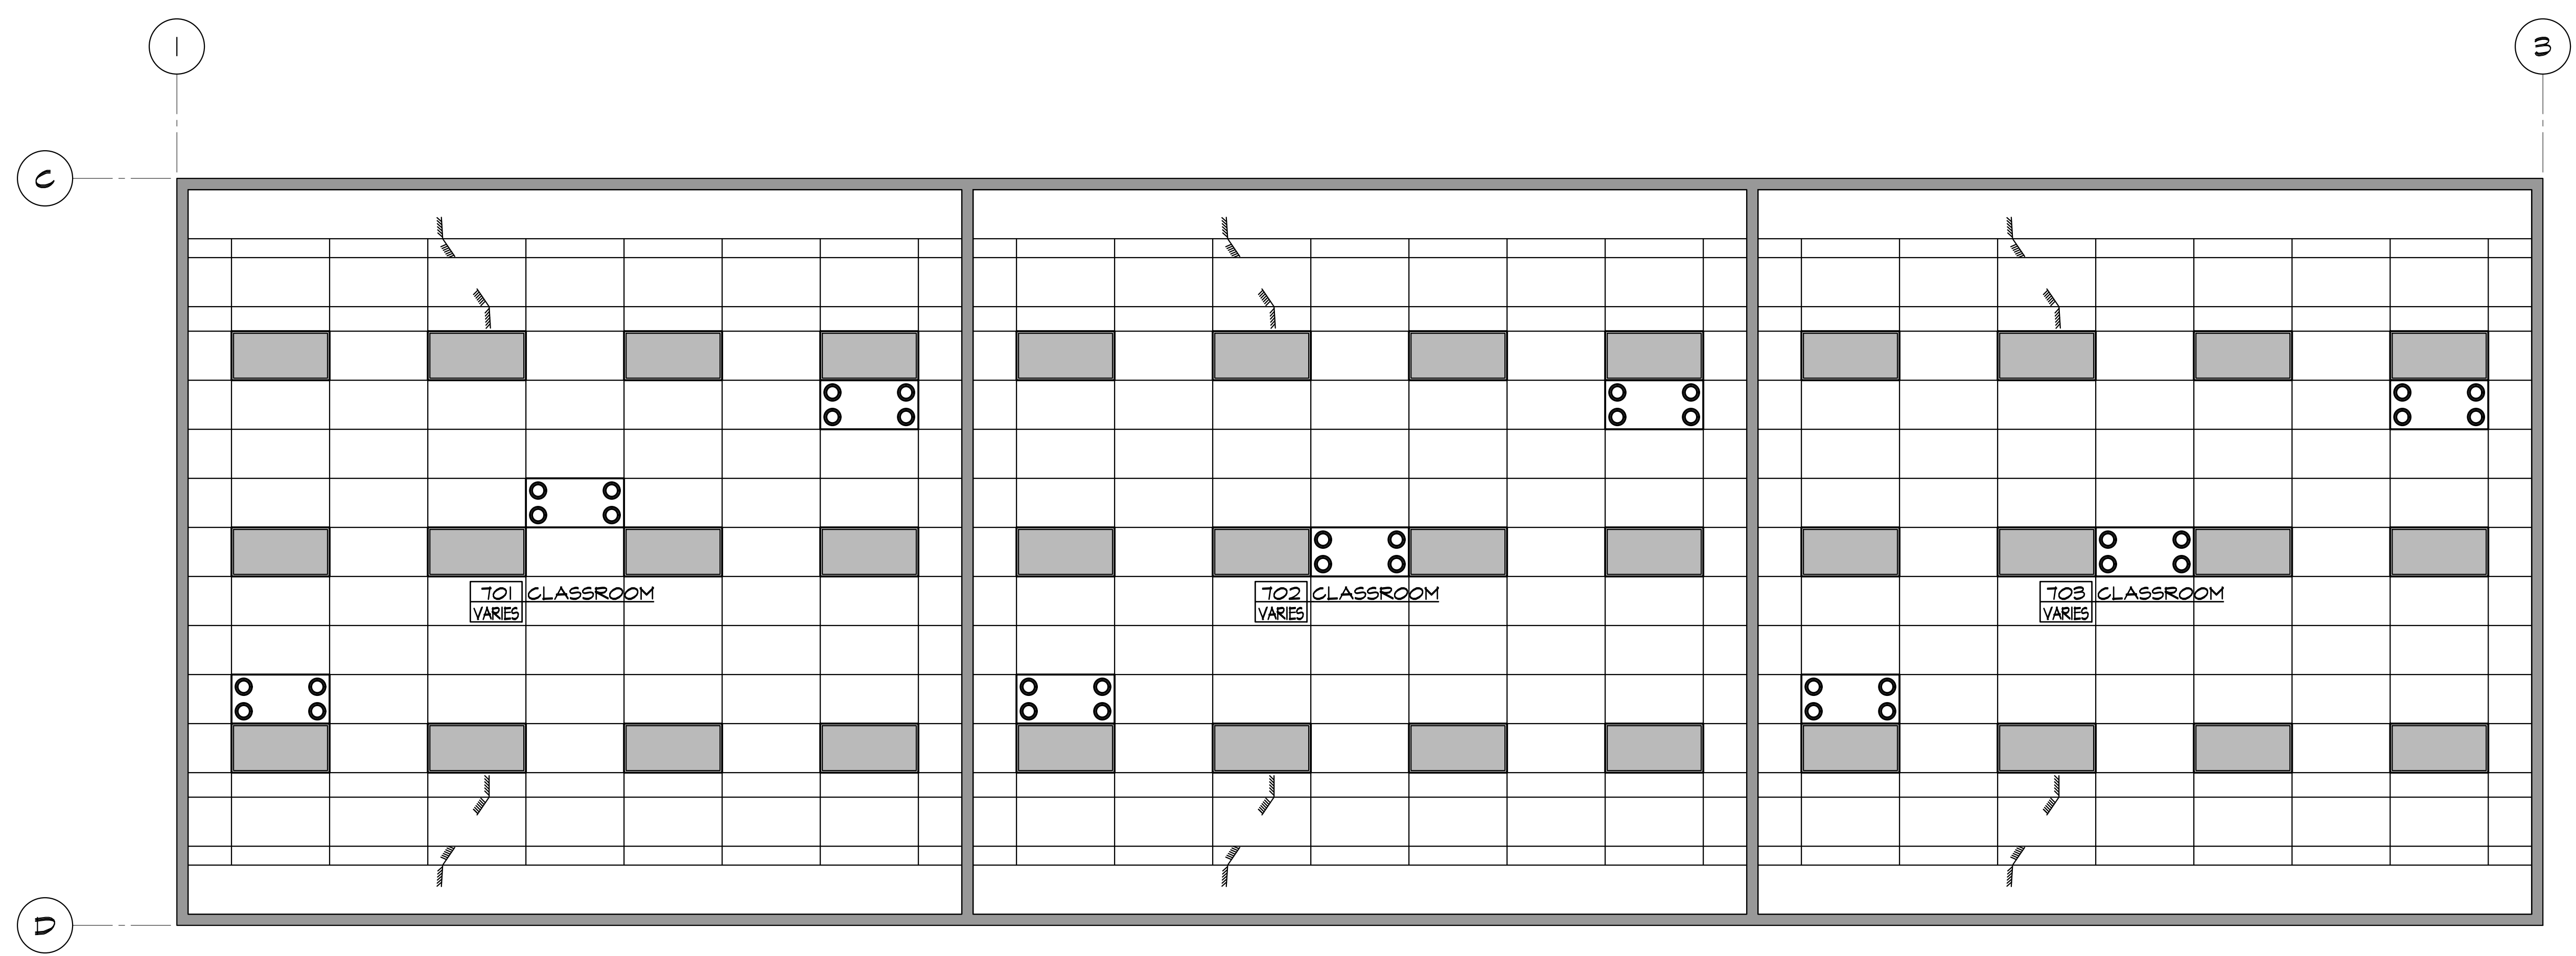 1
3
C
701 CLASSROOM
VARIES
702 CLASSROOM
VARIES
703 CLASSROOM
VARIES
D